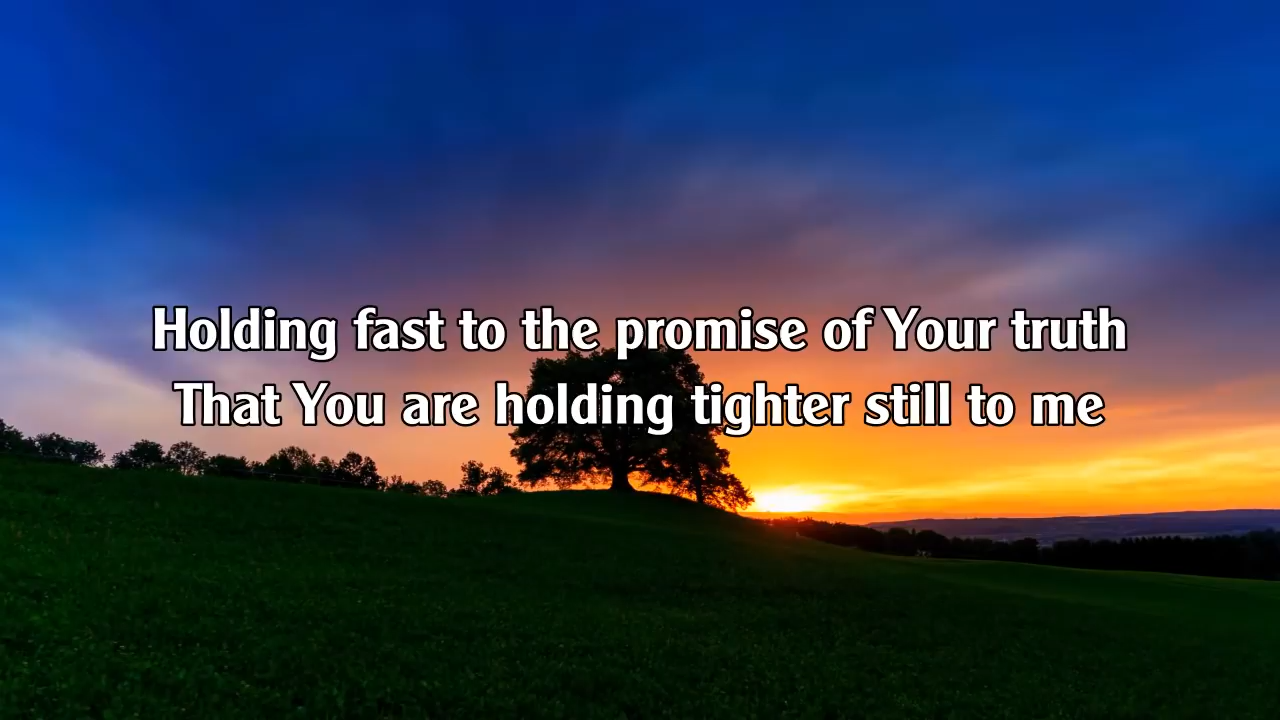 Holding fast to the promise of Your truth
That You are holding tighter still to me